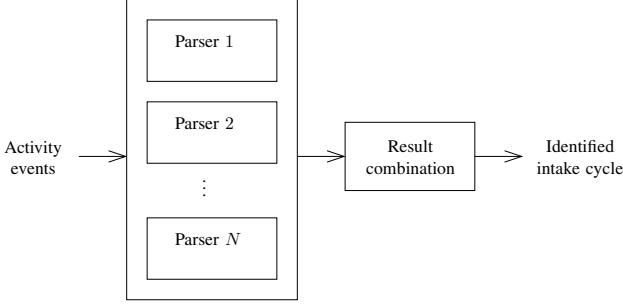 Parser 1
Parser 2
⋮
Parser N
Activity
events
Result
combination
Identified
intake cycle